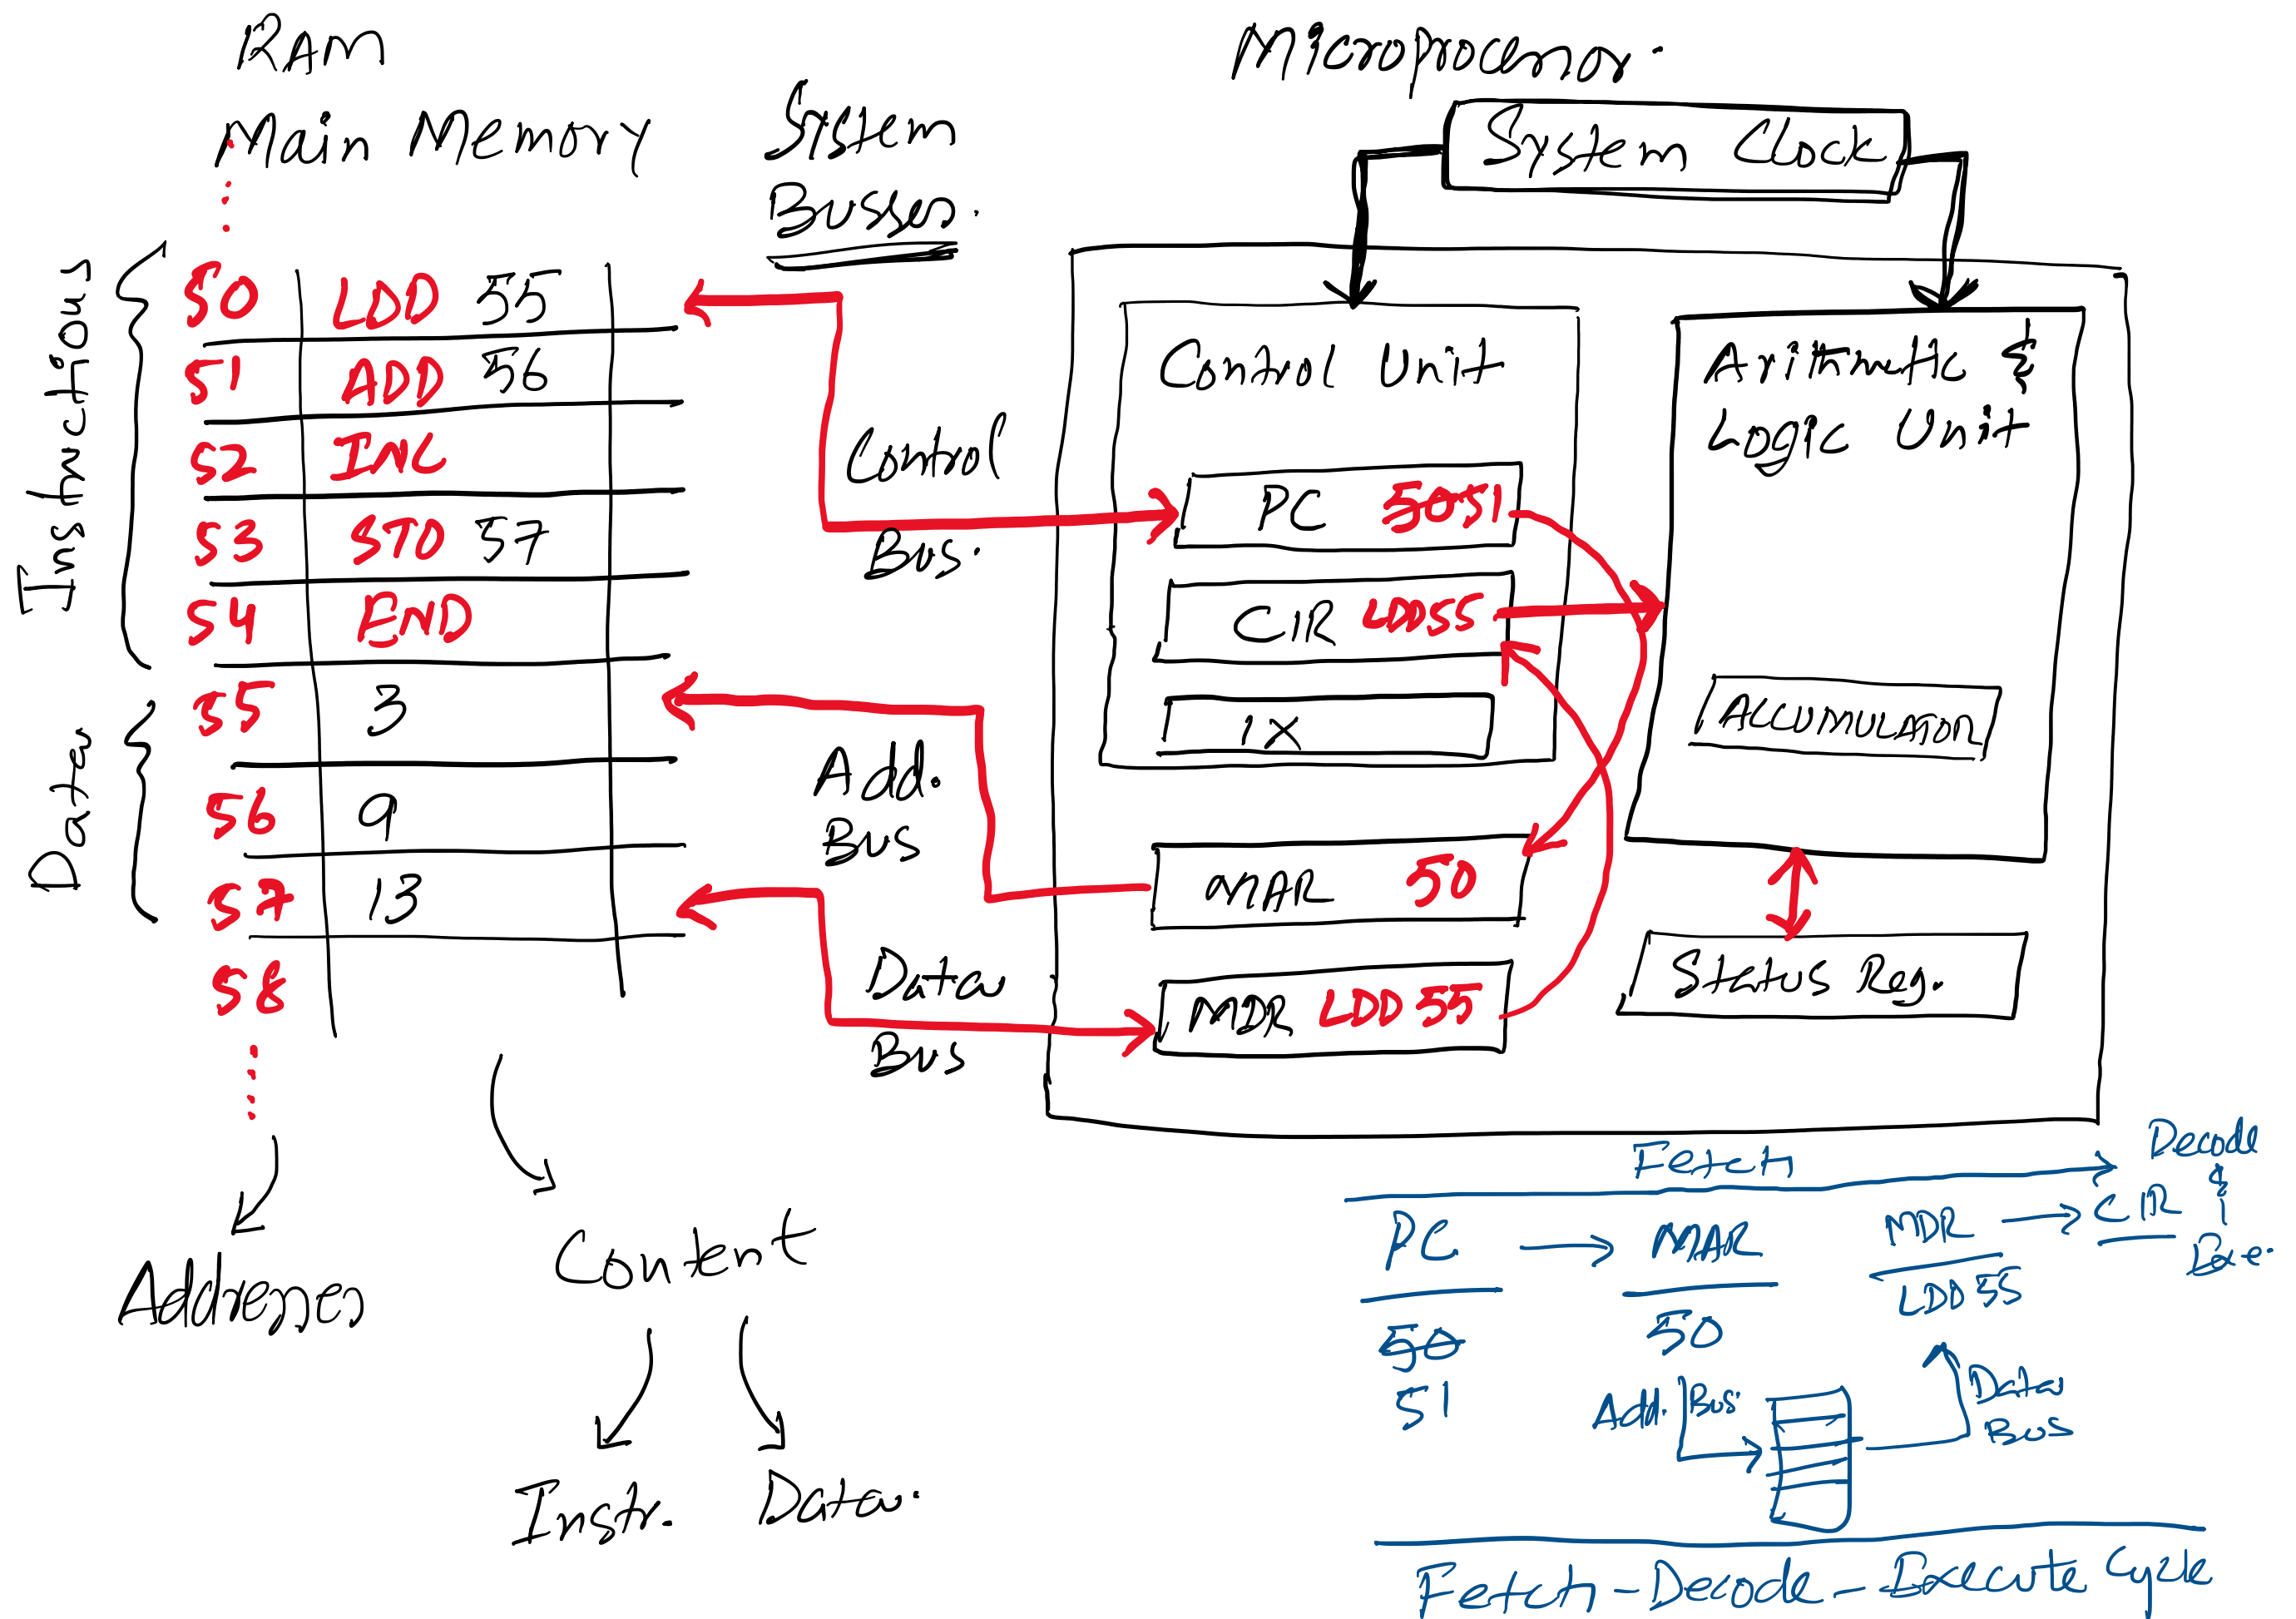 RAM
Main Memory
System
Busses.
Microprocessor.
System Clock
Instructions
Data
50 LDD 55
51 ADD 56
52 INC
53 STO 57
54 END
55 3
56 9
57 13
58
Control
Bus.
Add.
Bus
Data
Bus
Control Unit
PC 50 51
CIR LDD55
IX
MAR 50
MDR LDD 55
Arithmetic &
Logic Unit
ACCUMULATOR
Status Reg.
Addresses
Content
Instr. Data.
Fetch
Decode
&
Exe.
PC MAR MDR CIR
50 50 LDD 55
51
Add. Bus.
Data
Bus
Fetch-Decode-Execute Cycle